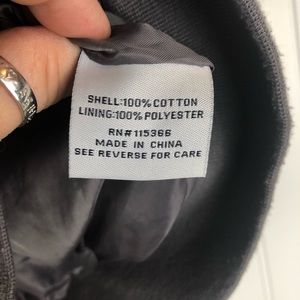 SHELL:100% COTTON
LINING:100% POLYESTER
RN#115366
MADE IN CHINA
SEE REVERSE FOR CARE